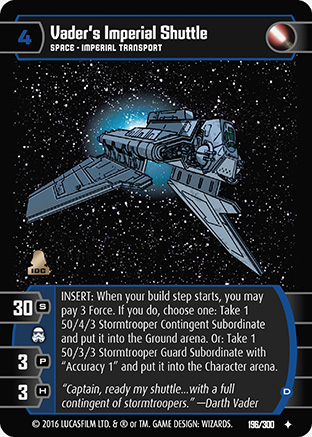 4 Vader's Imperial Shuttle
SPACE - IMPERIAL TRANSPORT
IDC
INSERT: When your build step starts, you may
pay 3 Force. If you do, choose one: Take 1
50/4/3 Stormtrooper Contingent Subordinate
and put it into the Ground arena. Or: Take 1
50/3/3 Stormtrooper Guard Subordinate with
"Accuracy 1" and put it into the Character arena.
30 S
3 P
3 H
D
"Captain, ready my shuttle...with a full
contingent of stormtroopers." —Darth Vader
© 2016 LUCASFILM LTD. & ® or TM. GAME DESIGN: WIZARDS. 196/300